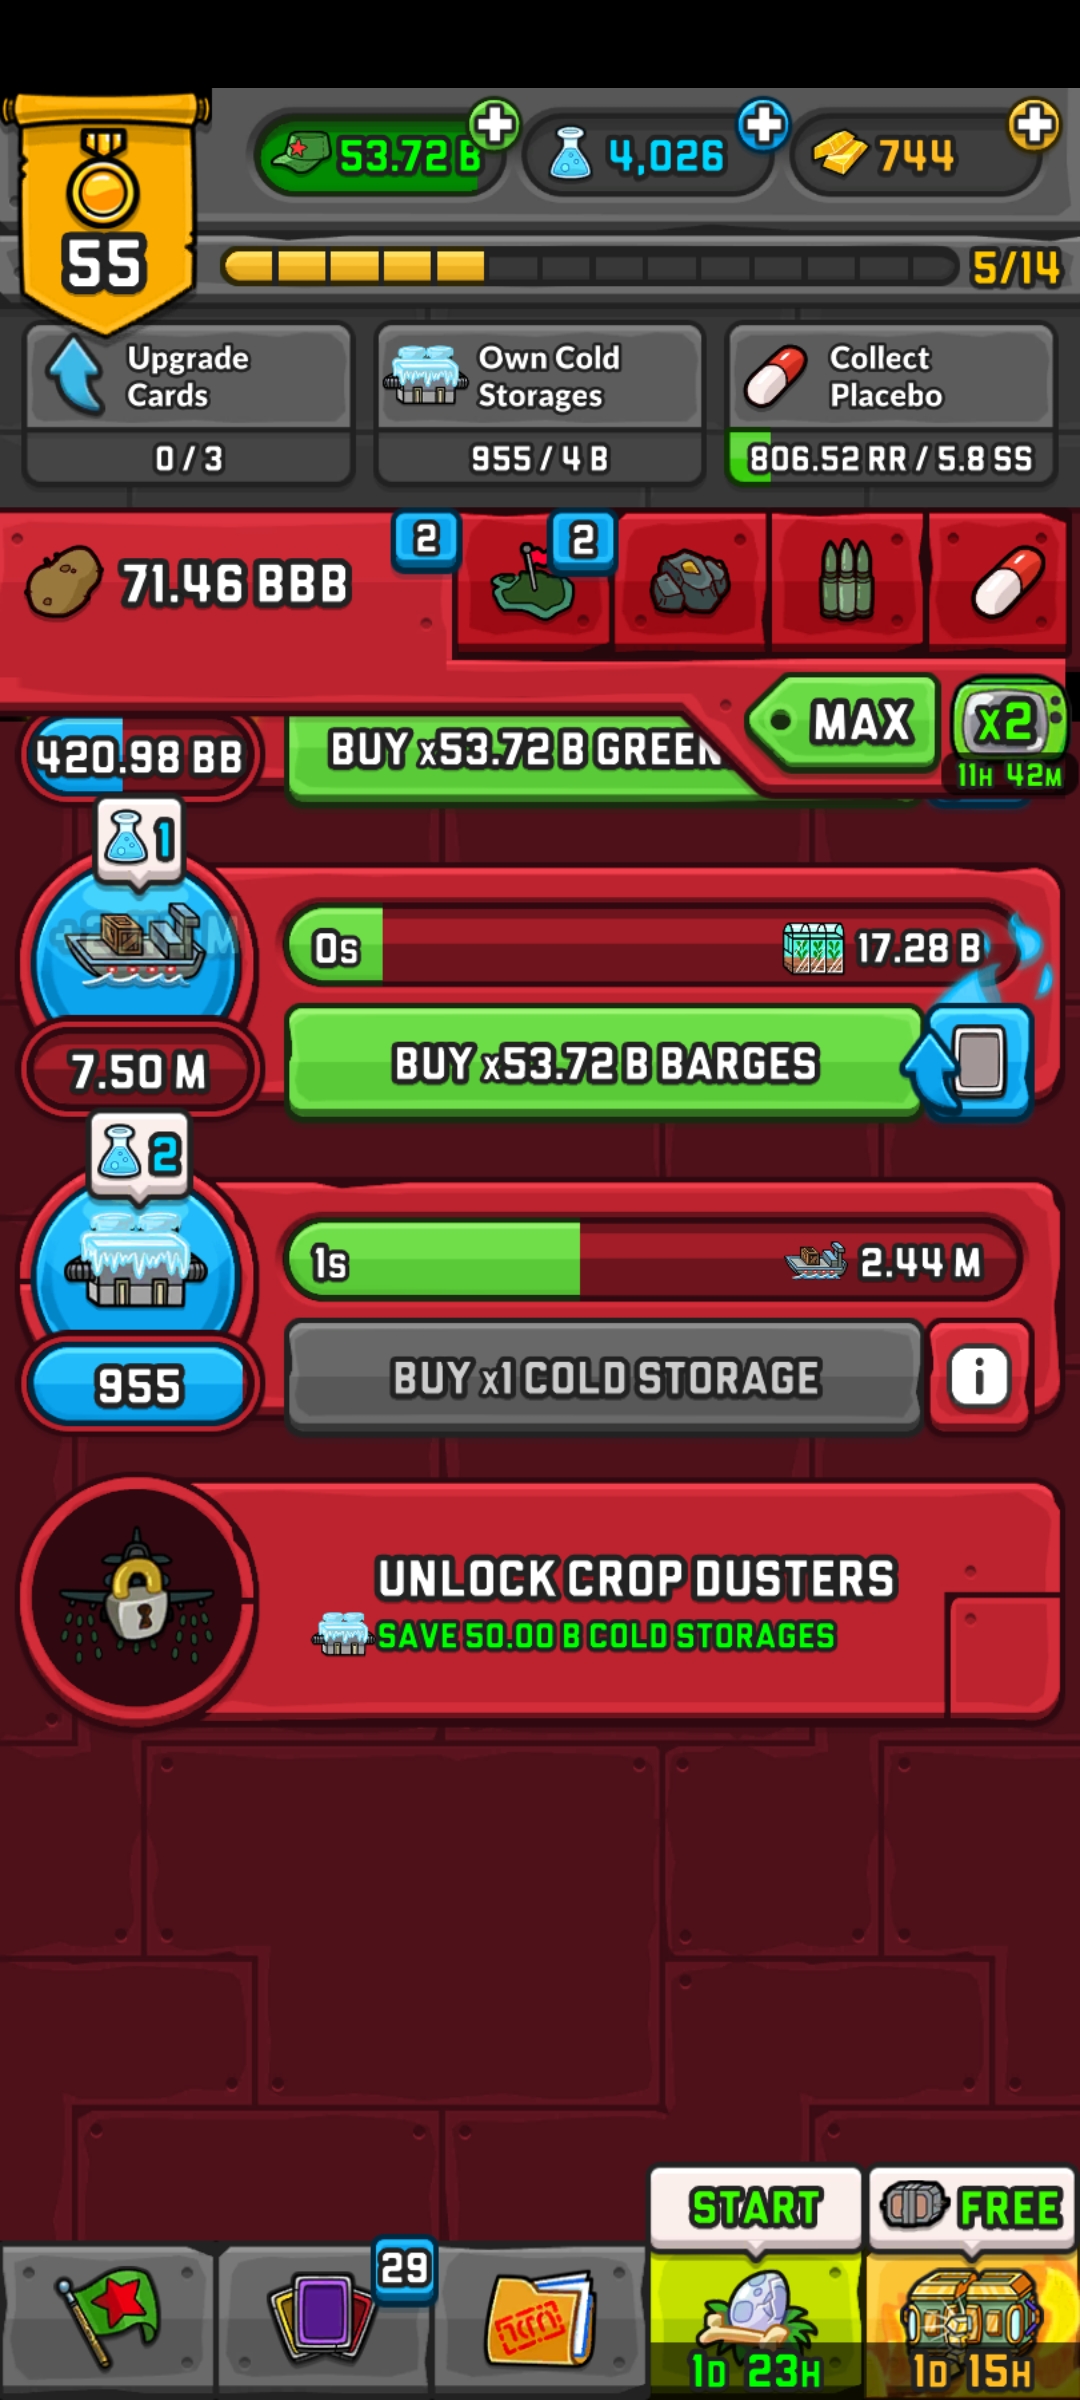 53.72 B
4,026
744
55
5/14
Upgrade
Cards
0 / 3
Own Cold
Storages
955 / 4 B
Collect
Placebo
806.52 RR / 5.8 SS
71.46 BBB
2
2
MAX
x2
11H 42M
420.98 BB
BUY x53.72 B GREEN
1
0s
17.28 B
7.50 M
BUY x53.72 B BARGES
2
1s
2.44 M
955
BUY x1 COLD STORAGE
i
UNLOCK CROP DUSTERS
SAVE 50.00 B COLD STORAGES
START
FREE
29
1D 23H
1D 15H